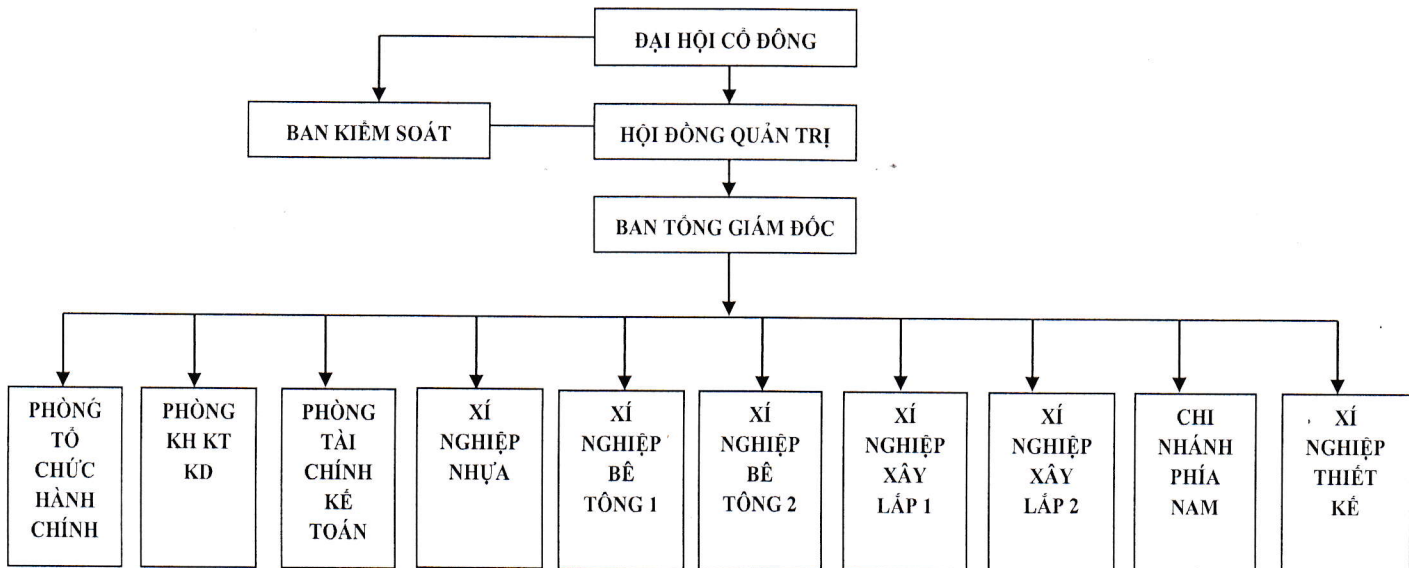 ĐẠI HỘI CỔ ĐÔNG
BAN KIỂM SOÁT
HỘI ĐỒNG QUẢN TRỊ
BAN TỔNG GIÁM ĐỐC
PHÒNG
TỔ
CHỨC
HÀNH
CHÍNH
PHÒNG
KH KT
KD
PHÒNG
TÀI
CHÍNH
KẾ
TOÁN
XÍ
NGHIỆP
NHỰA
XÍ
NGHIỆP
BÊ
TÔNG 1
XÍ
NGHIỆP
BÊ
TÔNG 2
XÍ
NGHIỆP
XÂY
LẮP 1
XÍ
NGHIỆP
XÂY
LẮP 2
CHI
NHÁNH
PHÍA
NAM
XÍ
NGHIỆP
THIẾT
KẾ